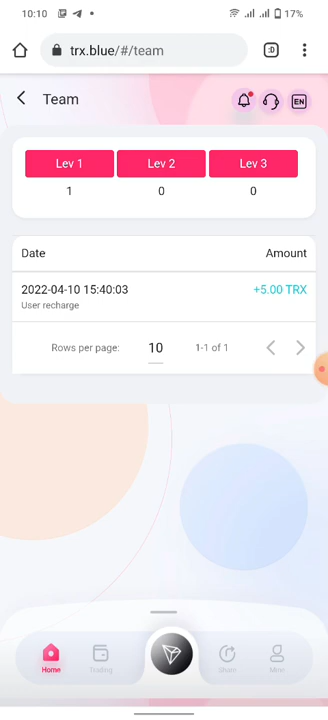 10:10
17%
trx.blue/#/team
:D
Team
EN
Lev 1 Lev 2 Lev 3
1 0 0
Date Amount
2022-04-10 15:40:03 +5.00 TRX
User recharge
Rows per page: 10 1-1 of 1
Home Trading Share Mine